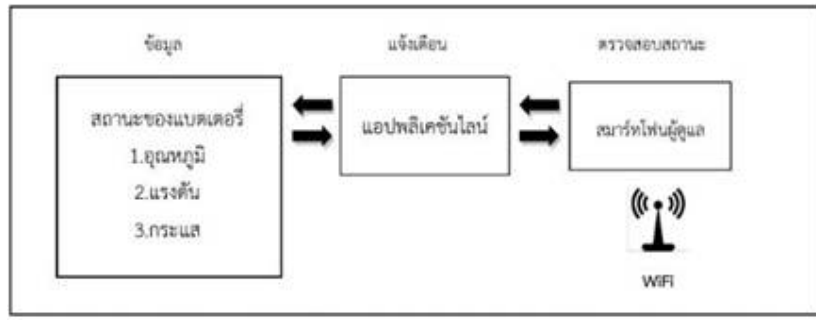 ข้อมูล
แจ้งเตือน
ตรวจสอบสถานะ
สถานะของแบตเตอรี่
1.อุณหภูมิ
2.แรงดัน
3.กระแส
แอปพลิเคชันไลน์
สมาร์ทโฟนผู้ดูแล
WiFi